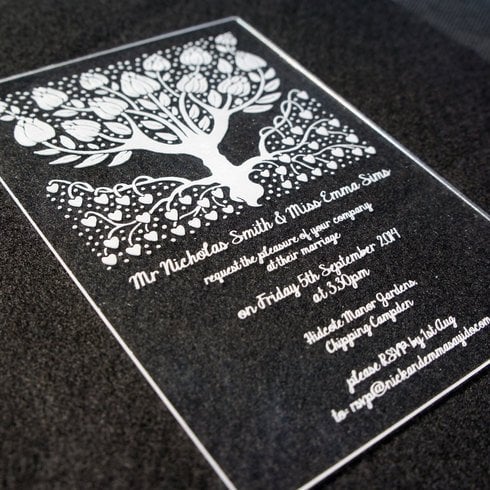 Mr Nicholas Smith & Miss Emma Sims
request the pleasure of your company
at their marriage
on Friday 5th September 2014
at 3.30pm
Hidcote Manor Gardens,
Chipping Campden
please RSVP by 1st Aug
to: rsvp@nickandemmasayido.com